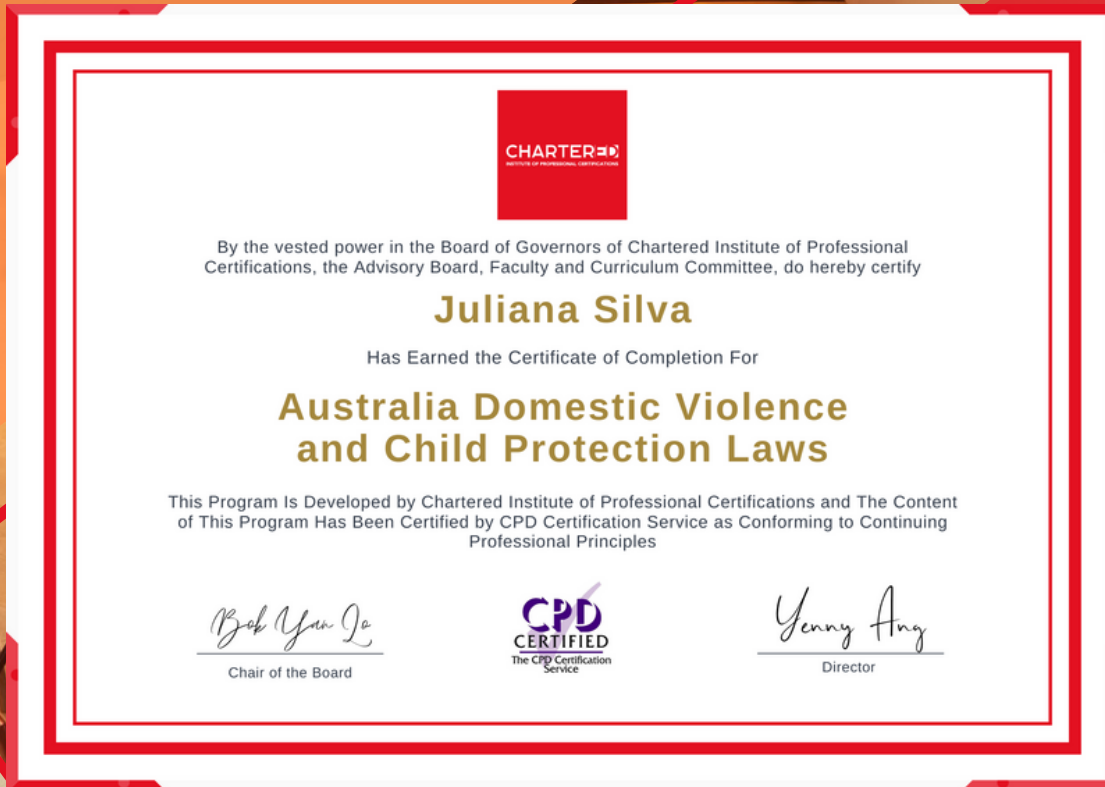 CHARTERED
INSTITUTE OF PROFESSIONAL CERTIFICATIONS
By the vested power in the Board of Governors of Chartered Institute of Professional
Certifications, the Advisory Board, Faculty and Curriculum Committee, do hereby certify
Juliana Silva
Has Earned the Certificate of Completion For
Australia Domestic Violence
and Child Protection Laws
This Program Is Developed by Chartered Institute of Professional Certifications and The Content
of This Program Has Been Certified by CPD Certification Service as Conforming to Continuing
Professional Principles
Bok Yan Lo
Chair of the Board
CPD
CERTIFIED
The CPD Certification
Service
Yenny Ang
Director